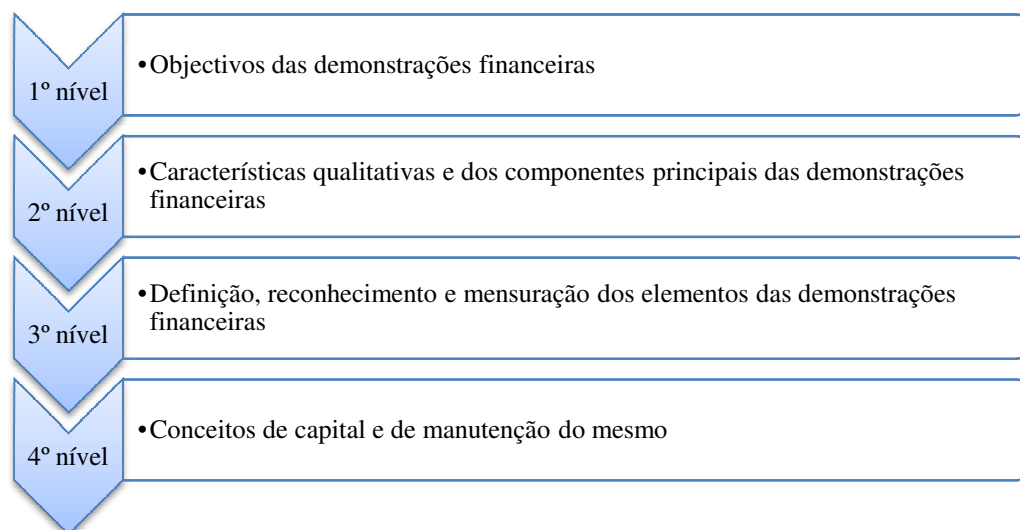 1º nível
•Objectivos das demonstrações financeiras
2º nível
•Características qualitativas e dos componentes principais das demonstrações
financeiras
3º nível
•Definição, reconhecimento e mensuração dos elementos das demonstrações
financeiras
4º nível
•Conceitos de capital e de manutenção do mesmo